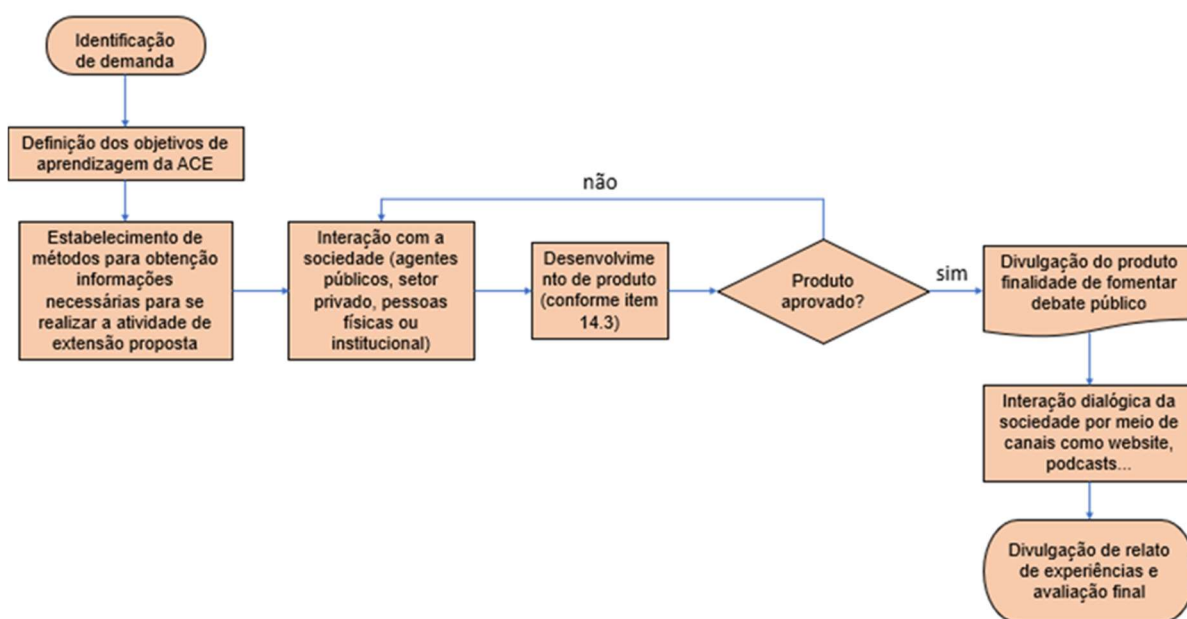 Identificação
de demanda
Definição dos objetivos de
aprendizagem da ACE
Estabelecimento de
métodos para obtenção
informações
necessárias para se
realizar a atividade de
extensão proposta
Interação com a
sociedade (agentes
públicos, setor
privado, pessoas
físicas ou
institucional)
Desenvolvime
nto de produto
(conforme item
14.3)
Produto
aprovado?
não
sim
Divulgação do produto
finalidade de fomentar
debate público
Interação dialógica da
sociedade por meio de
canais como website,
podcasts...
Divulgação de relato
de experiências e
avaliação final